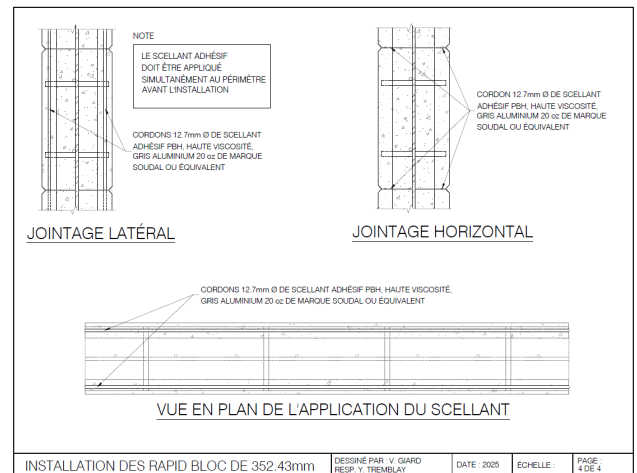 NOTE
LE SCELLANT ADHÉSIF
DOIT ÊTRE APPLIQUÉ
SIMULTANÉMENT AU PÉRIMÈTRE
AVANT L'INSTALLATION
CORDONS 12.7mm Ø DE SCELLANT
ADHÉSIF PBH, HAUTE VISCOSITÉ,
GRIS ALUMINIUM 20 oz DE MARQUE
SOUDAL OU ÉQUIVALENT
JOINTAGE LATÉRAL
CORDON 12.7mm Ø DE SCELLANT
ADHÉSIF PBH, HAUTE VISCOSITÉ,
GRIS ALUMINIUM 20 oz DE MARQUE
SOUDAL OU ÉQUIVALENT
JOINTAGE HORIZONTAL
CORDONS 12.7mm Ø DE SCELLANT ADHÉSIF PBH, HAUTE VISCOSITÉ,
GRIS ALUMINIUM 20 oz DE MARQUE SOUDAL OU ÉQUIVALENT
VUE EN PLAN DE L'APPLICATION DU SCELLANT
INSTALLATION DES RAPID BLOC DE 352.43mm
DESSINÉ PAR : V. GIARD
RESP. Y. TREMBLAY
DATE : 2025
ÉCHELLE :
PAGE :
4 DE 4